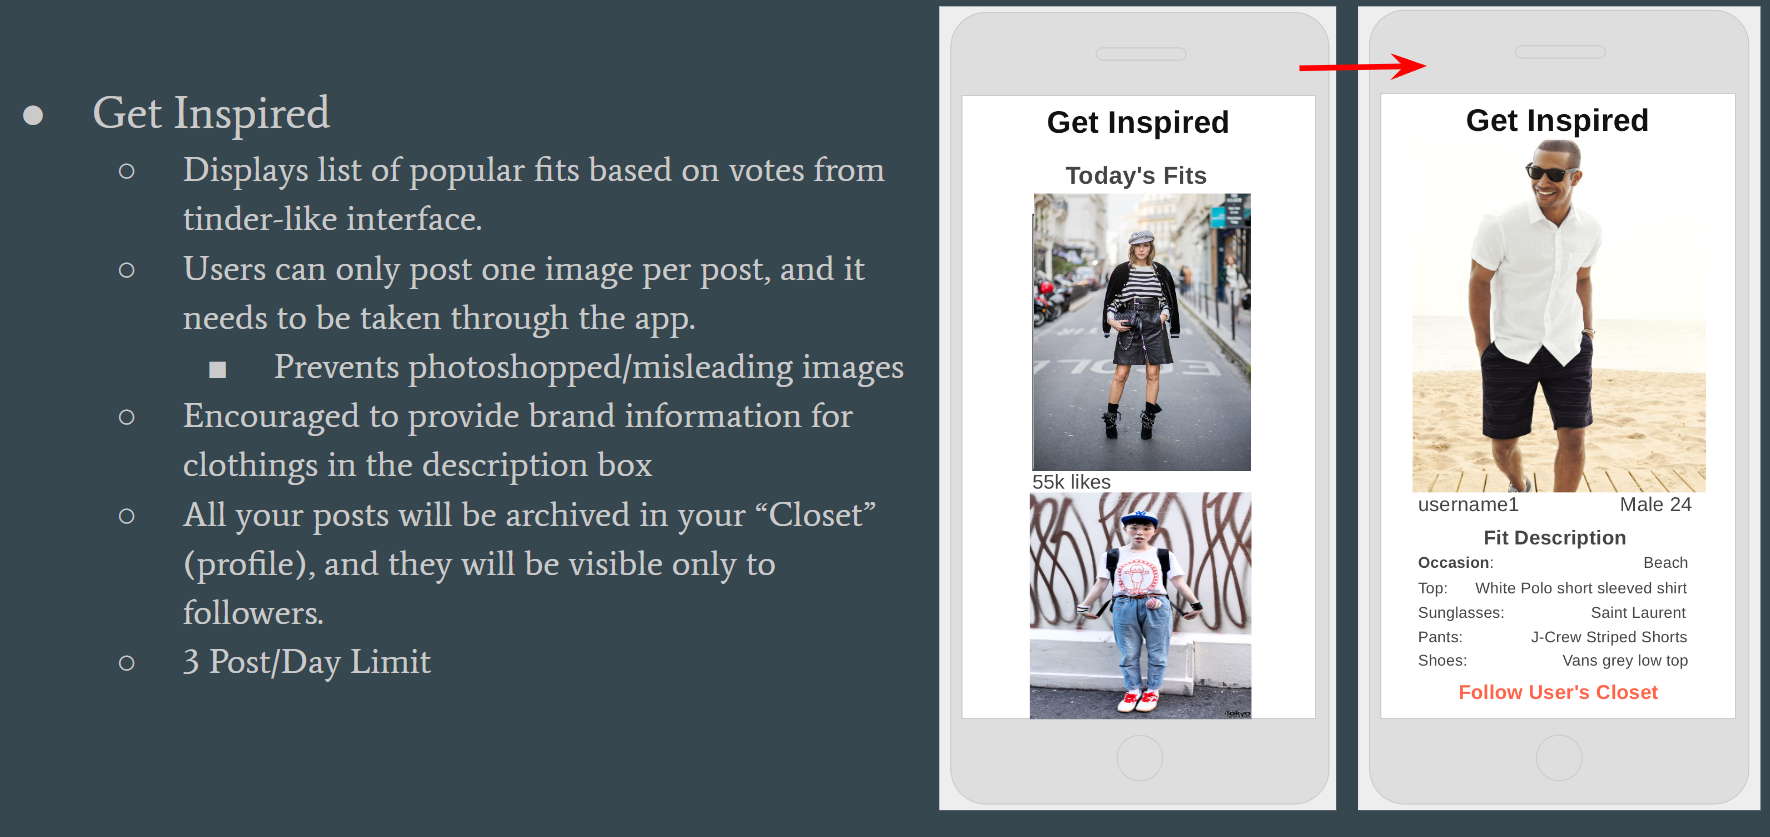 Get Inspired
Displays list of popular fits based on votes from
tinder-like interface.
Users can only post one image per post, and it
needs to be taken through the app.
Prevents photoshopped/misleading images
Encouraged to provide brand information for
clothings in the description box
All your posts will be archived in your “Closet”
(profile), and they will be visible only to
followers.
3 Post/Day Limit
Get Inspired
Today's Fits
55k likes
Tokyo
Get Inspired
username1 Male 24
Fit Description
Occasion: Beach
Top: White Polo short sleeved shirt
Sunglasses: Saint Laurent
Pants: J-Crew Striped Shorts
Shoes: Vans grey low top
Follow User's Closet